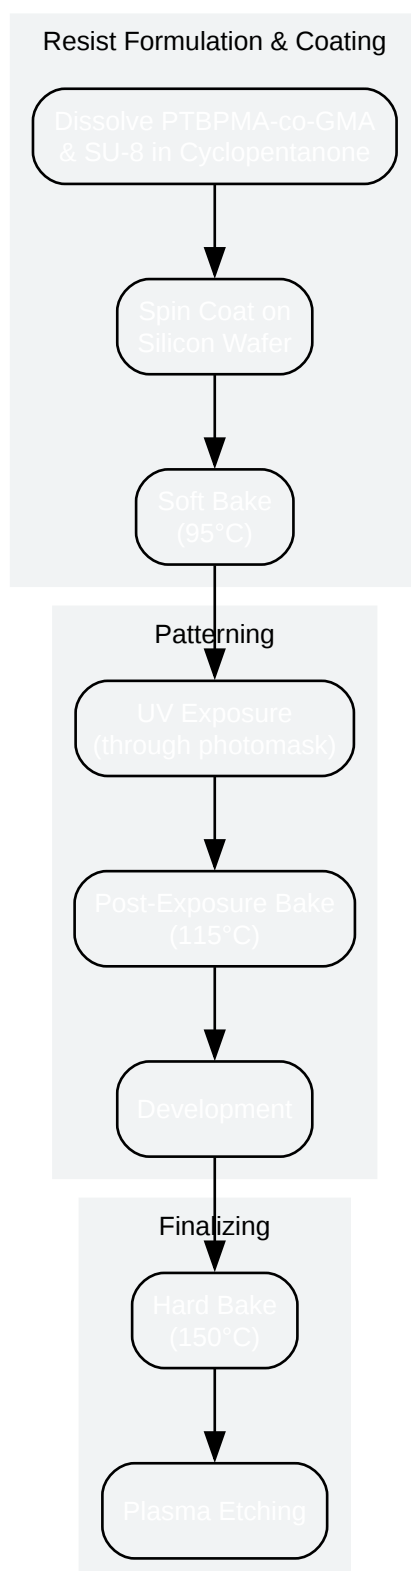 Resist Formulation & Coating
Dissolve PTBPMA-co-GMA
& SU-8 in Cyclopentanone
Spin Coat on
Silicon Wafer
Soft Bake
(95°C)
Patterning
UV Exposure
(through photomask)
Post-Exposure Bake
(115°C)
Development
Finalizing
Hard Bake
(150°C)
Plasma Etching